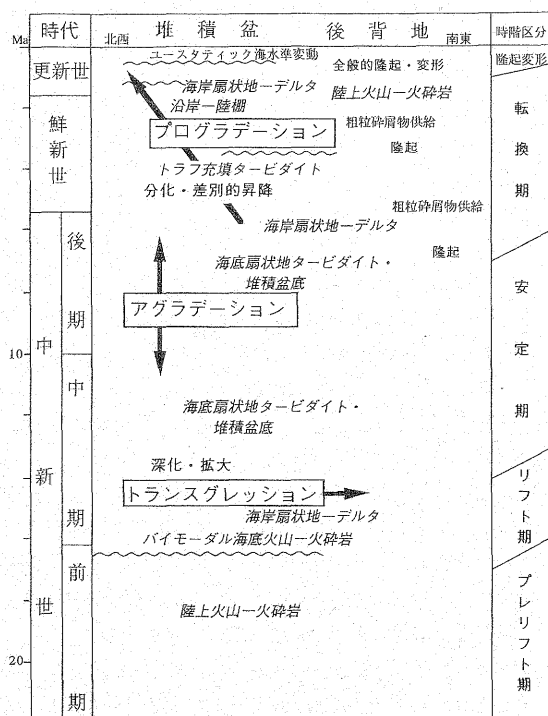 Ma
時代
北西
堆積盆
後背地
南東
時階区分
更新世
ユースタティック海水準変動
全般的隆起・変形
隆起変形
海岸扇状地ーデルタ
沿岸ー陸棚
陸上火山ー火砕岩
プログラデーション
粗粒砕屑物供給
隆起
鮮新世
転換期
トラフ充填タービダイト
分化・差別的昇降
粗粒砕屑物供給
海岸扇状地ーデルタ
隆起
海底扇状地タービダイト・
堆積盆底
アグラデーション
後期
安定期
10
中新世
中期
海底扇状地タービダイト・
堆積盆底
深化・拡大
トランスグレッション
海岸扇状地ーデルタ
バイモーダル海底火山ー火砕岩
リフト期
前期
陸上火山ー火砕岩
プレリフト期
20